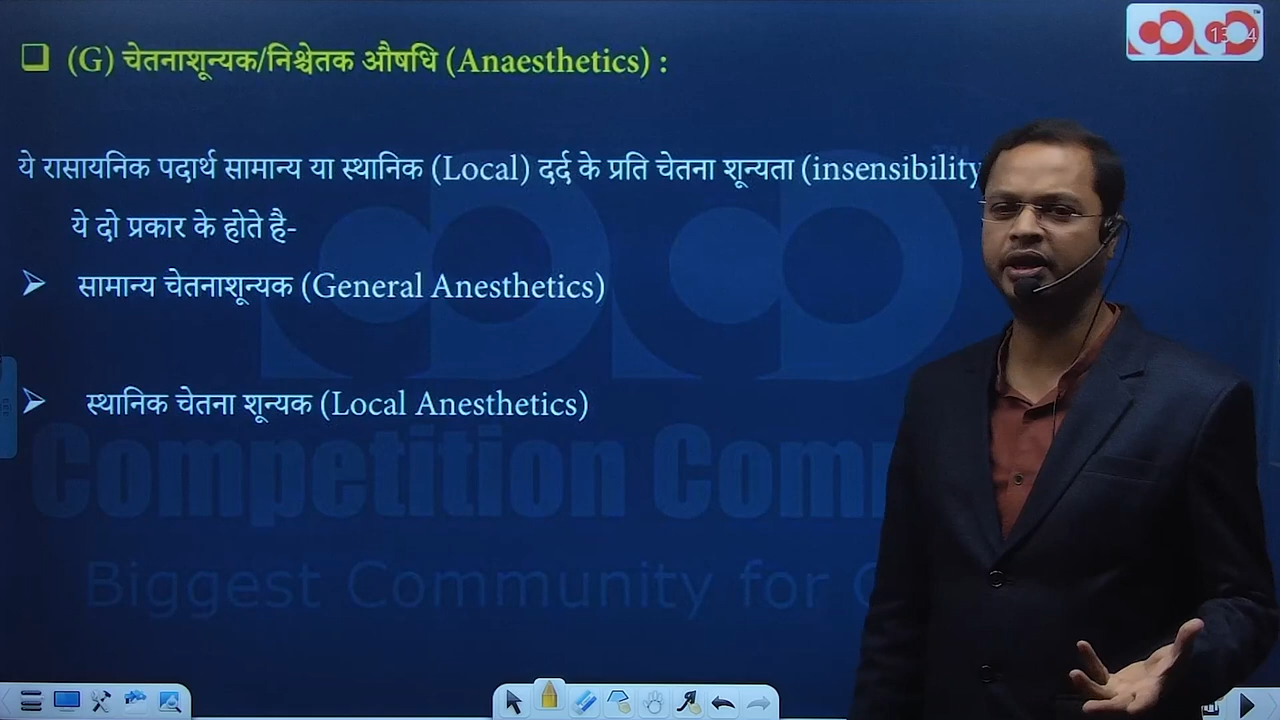 (G) चेतनाशून्यक/निश्चेतक औषधि (Anaesthetics) :
ये रासायनिक पदार्थ सामान्य या स्थानिक (Local) दर्द के प्रति चेतना शून्यता (insensibility
ये दो प्रकार के होते है-
सामान्य चेतनाशून्यक (General Anesthetics)
स्थानिक चेतना शून्यक (Local Anesthetics)
Competition
Biggest Community for